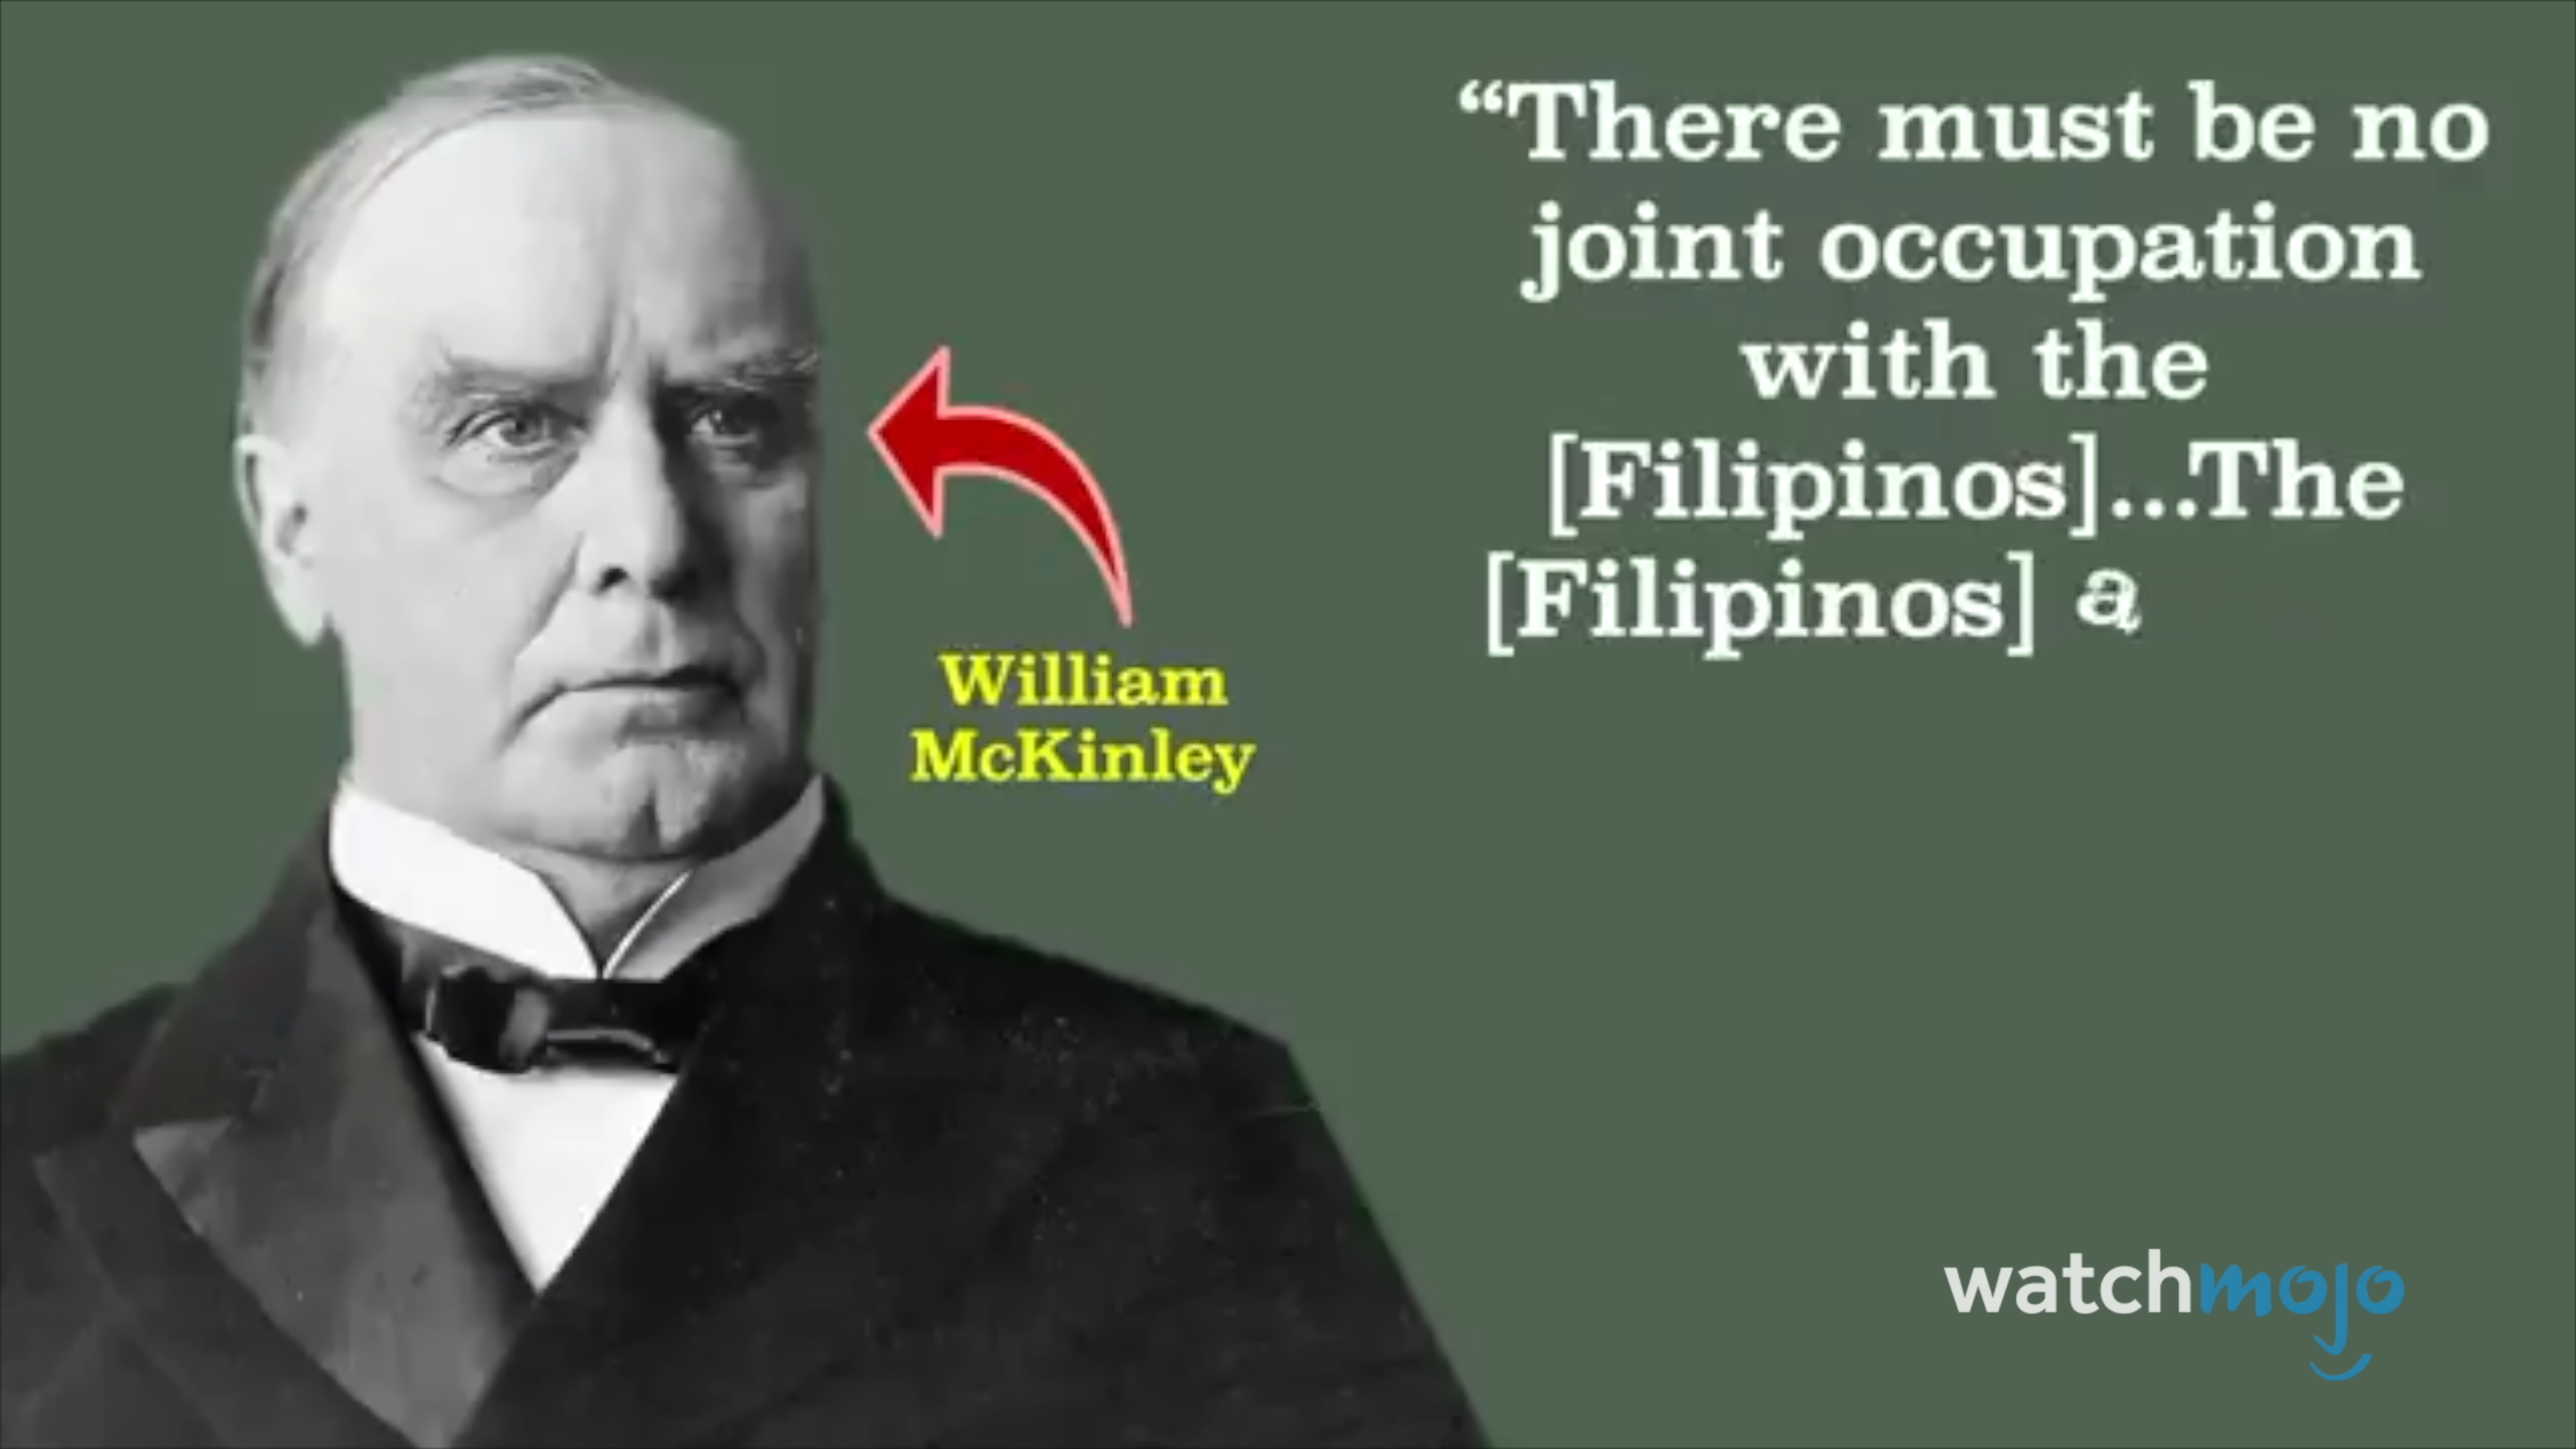 “There must be no
joint occupation
with the
[Filipinos]...The
[Filipinos] a
William
McKinley
watchmojo